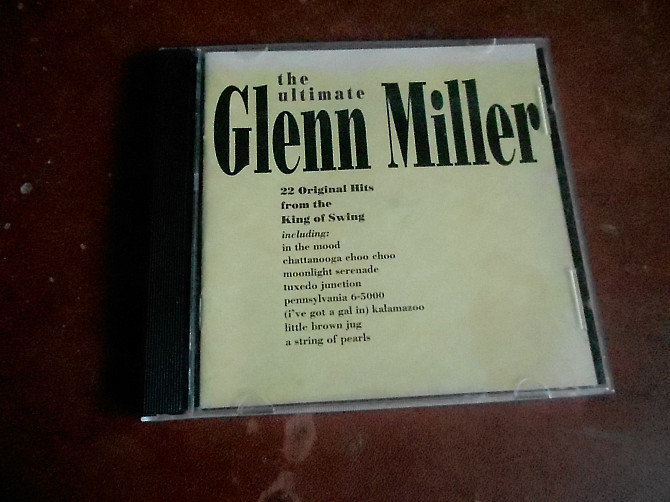 the
ultimate
Glenn Miller
22 Original Hits
from the
King of Swing
including:
in the mood
chattanooga choo choo
moonlight serenade
tuxedo junction
pennsylvania 6-5000
(i've got a gal in) kalamazoo
little brown jug
a string of pearls